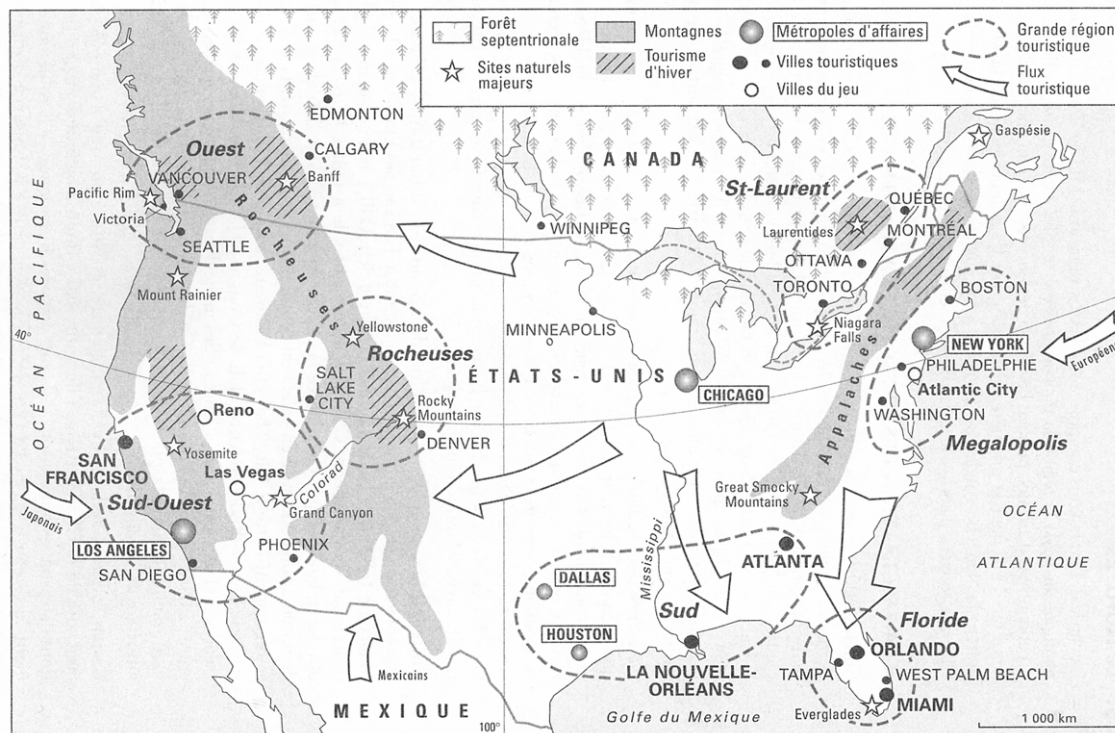 Forêt
septentrionale
Sites naturels
majeurs
Montagnes
Tourisme
d'hiver
Métropoles d'affaires
Villes touristiques
Villes du jeu
Grande région
touristique
Flux
touristique
EDMONTON
CALGARY
Ouest
Banff
VANCOUVER
Pacific Rim
Victoria
SEATTLE
Mount Rainier
Rocheuses
OCÉAN PACIFIQUE
CANADA
WINNIPEG
Gaspésie
St-Laurent
QUÉBEC
Laurentides
MONTRÉAL
OTTAWA
TORONTO
Niagara
Falls
BOSTON
NEW YORK
PHILADELPHIE
Atlantic City
WASHINGTON
Megalopolis
Européens
Appalaches
MINNEAPOLIS
ÉTATS-UNIS
CHICAGO
40°
Yellowstone
Rocheuses
SALT
LAKE
CITY
Rocky
Mountains
DENVER
Reno
SAN
FRANCISCO
Yosemite
Las Vegas
Colorad
Grand Canyon
Sud-Ouest
Japonais
LOS ANGELES
SAN DIEGO
PHOENIX
Great Smocky
Mountains
Mississippi
ATLANTA
DALLAS
HOUSTON
Sud
LA NOUVELLE-
ORLÉANS
OCÉAN
ATLANTIQUE
Floride
ORLANDO
TAMPA
WEST PALM BEACH
MIAMI
Everglades
Mexicains
MEXIQUE
100°
Golfe du Mexique
1 000 km